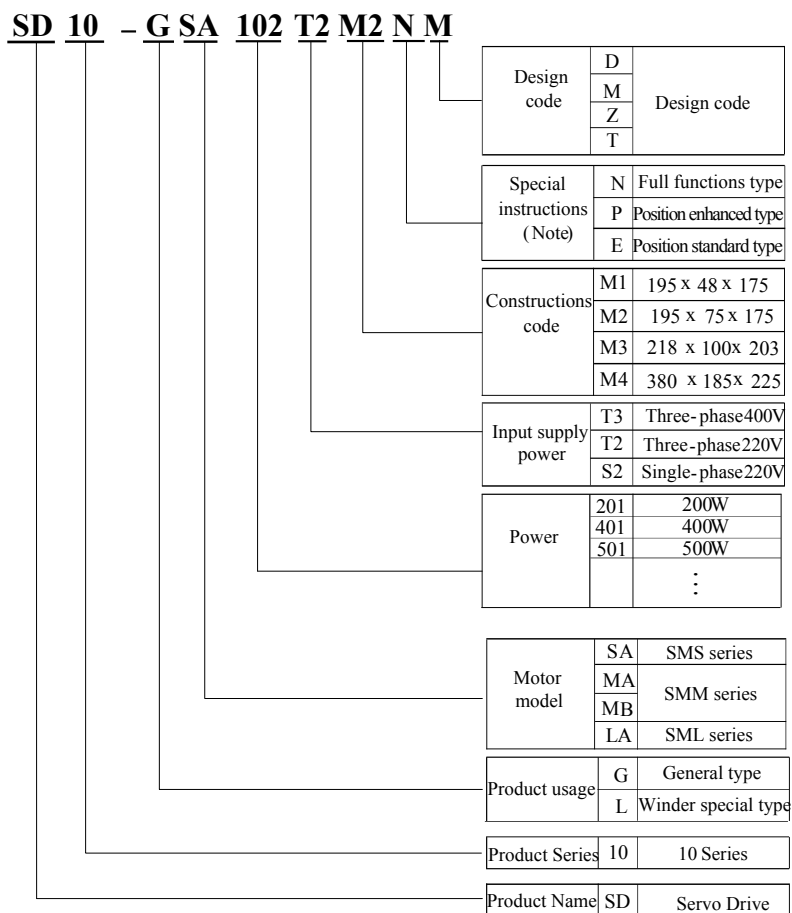 SD 10 – G SA 102 T2 M2 N M
Design code
D
M
Z
T
Design code
Special instructions (Note)
N Full functions type
P Position enhanced type
E Position standard type
Constructions code
M1 195 x 48 x 175
M2 195 x 75 x 175
M3 218 x 100x 203
M4 380 x 185x 225
Input supply power
T3 Three-phase400V
T2 Three-phase220V
S2 Single-phase220V
Power
201 200W
401 400W
501 500W
⋮
Motor model
SA SMS series
MA
MB
SMM series
LA SML series
Product usage
G General type
L Winder special type
Product Series 10 10 Series
Product Name SD Servo Drive